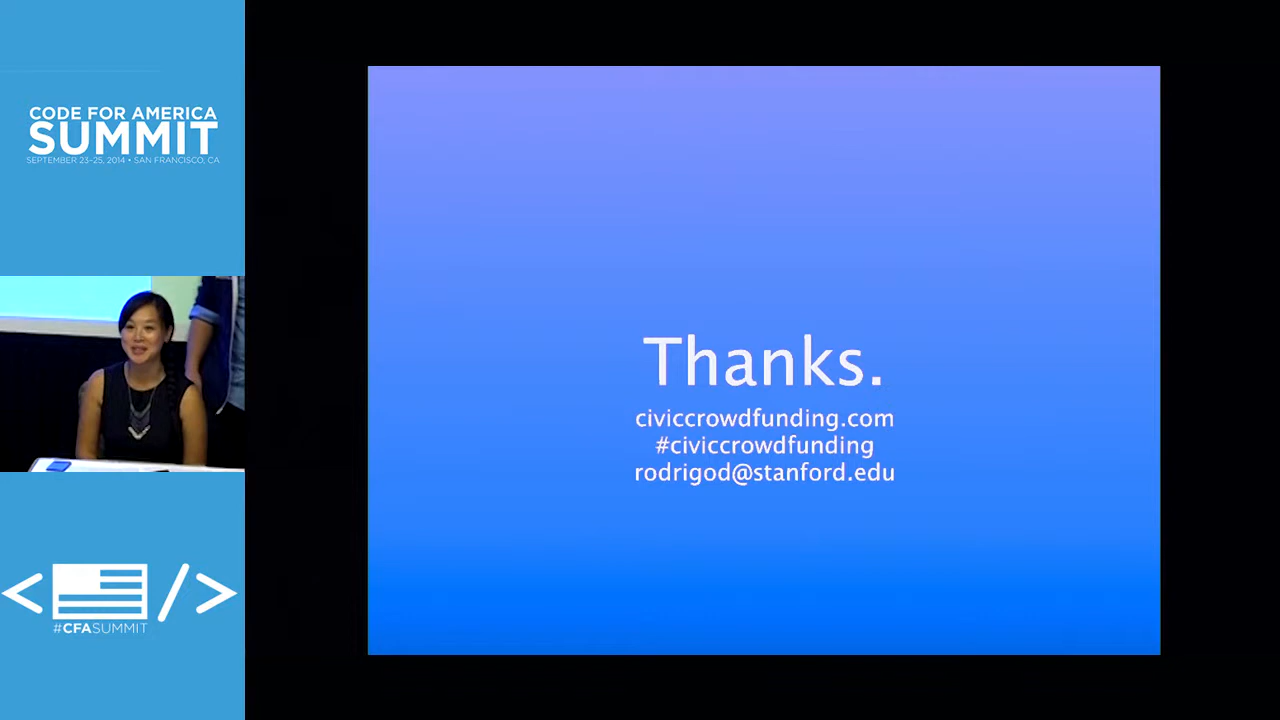 CODE FOR AMERICA
SUMMIT
SEPTEMBER 23-25, 2014 • SAN FRANCISCO, CA
Thanks.
civiccrowdfunding.com
#civiccrowdfunding
rodrigod@stanford.edu
< />
#CFASUMMIT